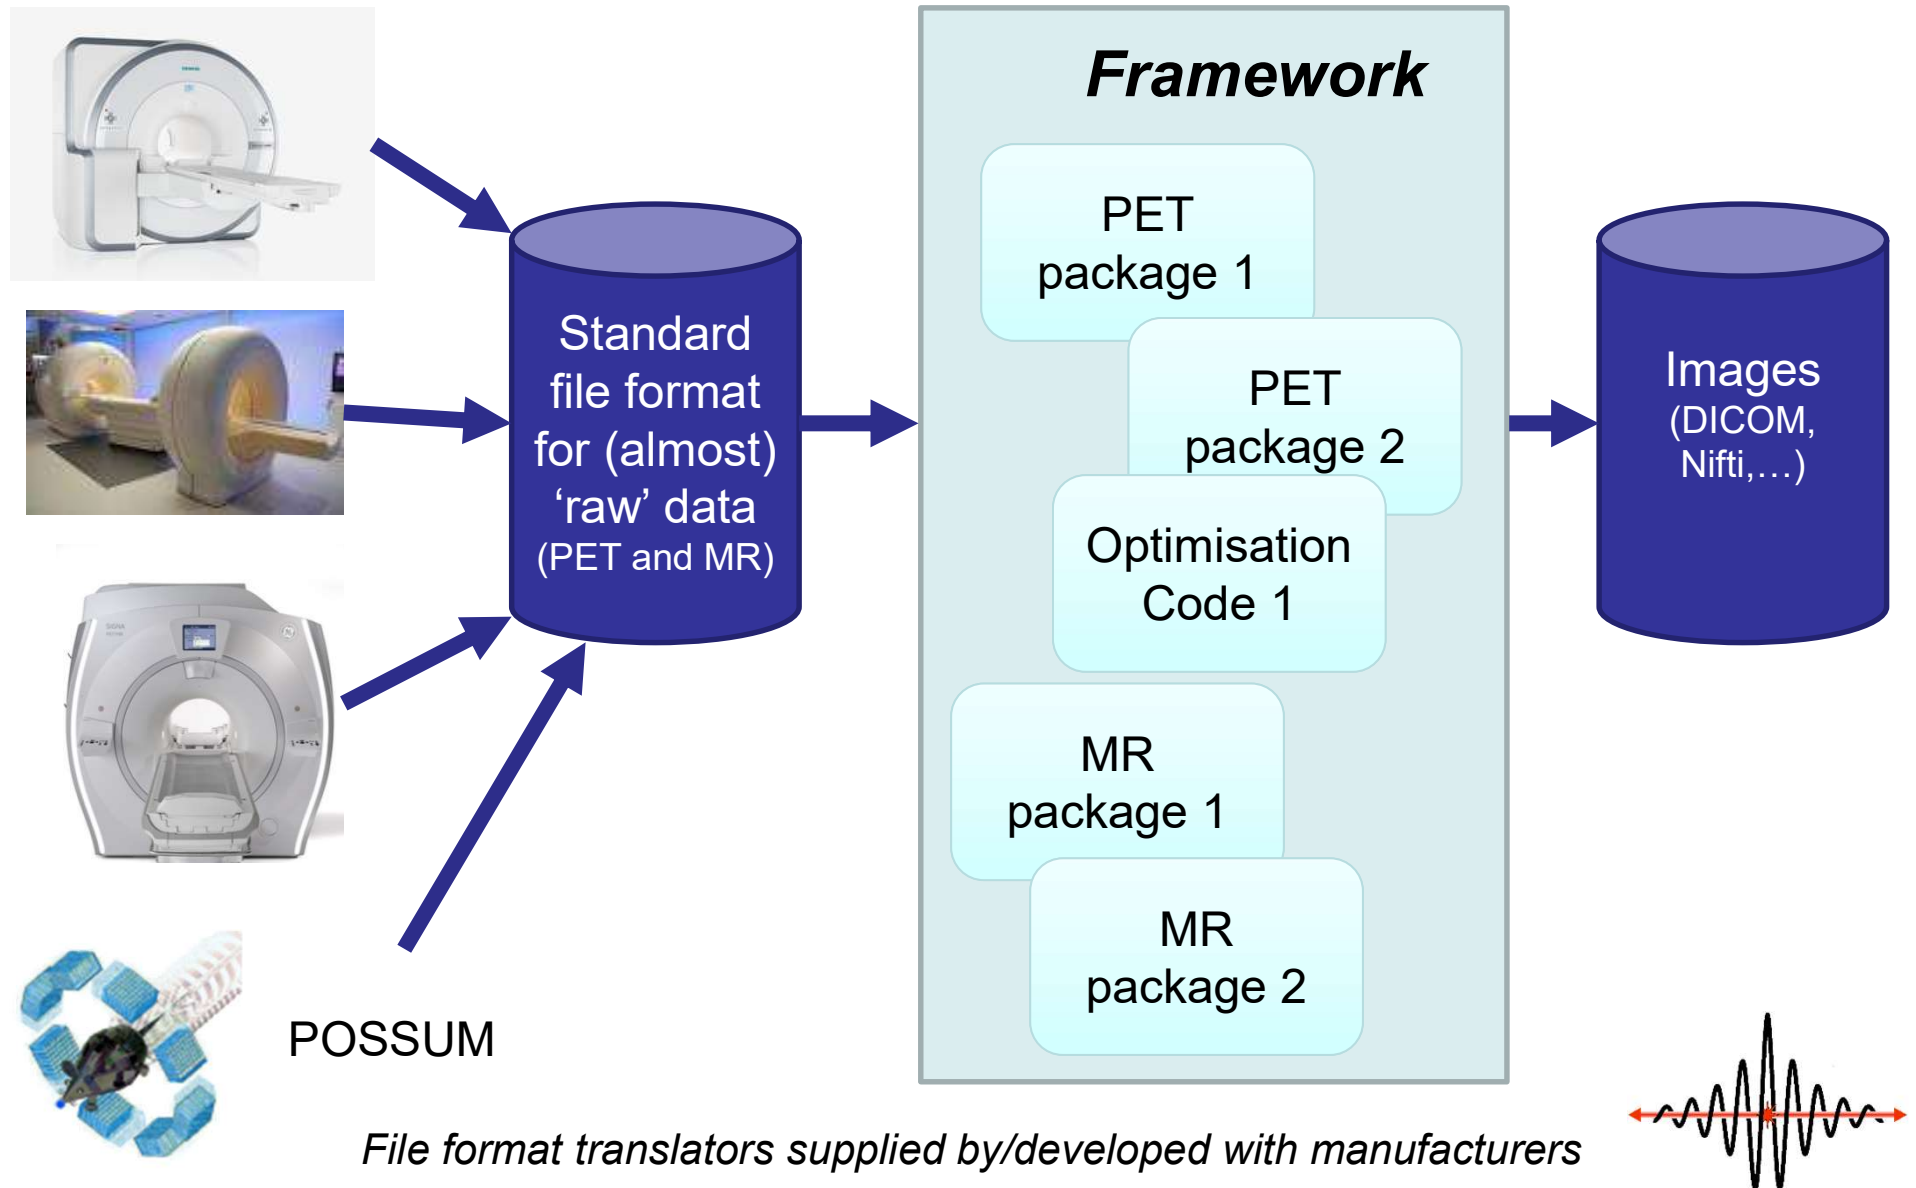 Framework
PET
package 1
PET
package 2
Optimisation
Code 1
MR
package 1
MR
package 2
Standard
file format
for (almost)
‘raw’ data
(PET and MR)
Images
(DICOM,
Nifti,…)
POSSUM
File format translators supplied by/developed with manufacturers